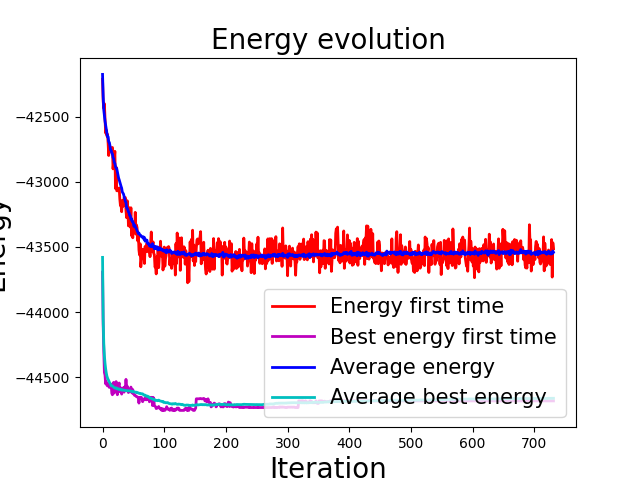 Energy evolution
Energy
−42500
−43000
−43500
−44000
−44500
0 100 200 300 400 500 600 700
Iteration
Energy first time
Best energy first time
Average energy
Average best energy